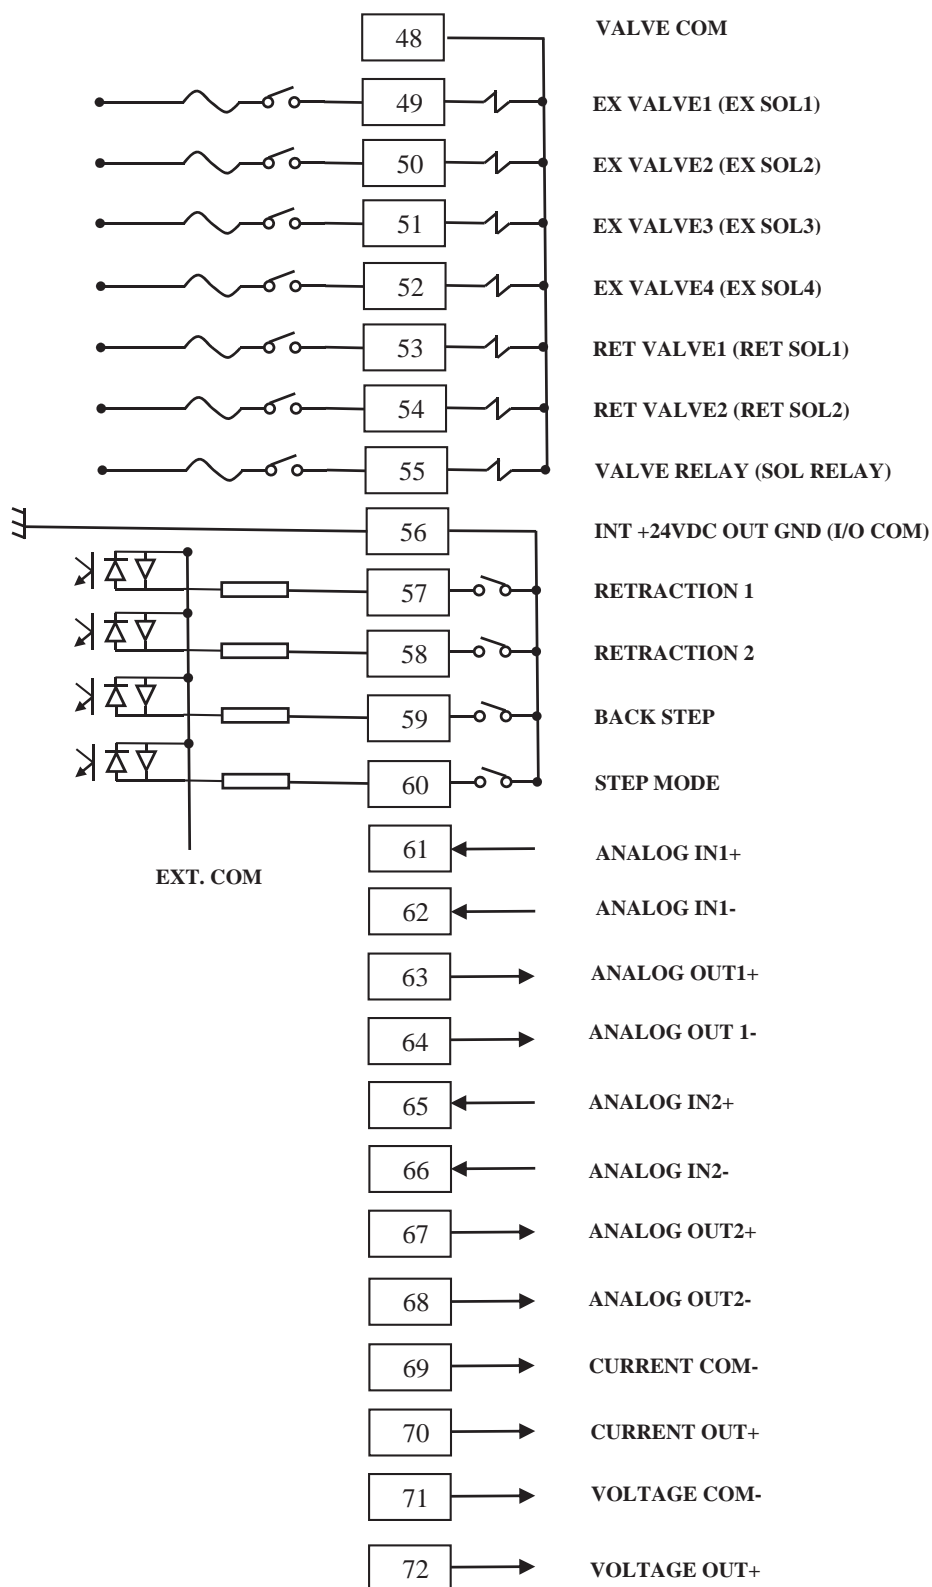 48 VALVE COM
49 EX VALVE1 (EX SOL1)
50 EX VALVE2 (EX SOL2)
51 EX VALVE3 (EX SOL3)
52 EX VALVE4 (EX SOL4)
53 RET VALVE1 (RET SOL1)
54 RET VALVE2 (RET SOL2)
55 VALVE RELAY (SOL RELAY)
56 INT +24VDC OUT GND (I/O COM)
57 RETRACTION 1
58 RETRACTION 2
59 BACK STEP
60 STEP MODE
61 ANALOG IN1+
EXT. COM
62 ANALOG IN1-
63 ANALOG OUT1+
64 ANALOG OUT 1-
65 ANALOG IN2+
66 ANALOG IN2-
67 ANALOG OUT2+
68 ANALOG OUT2-
69 CURRENT COM-
70 CURRENT OUT+
71 VOLTAGE COM-
72 VOLTAGE OUT+